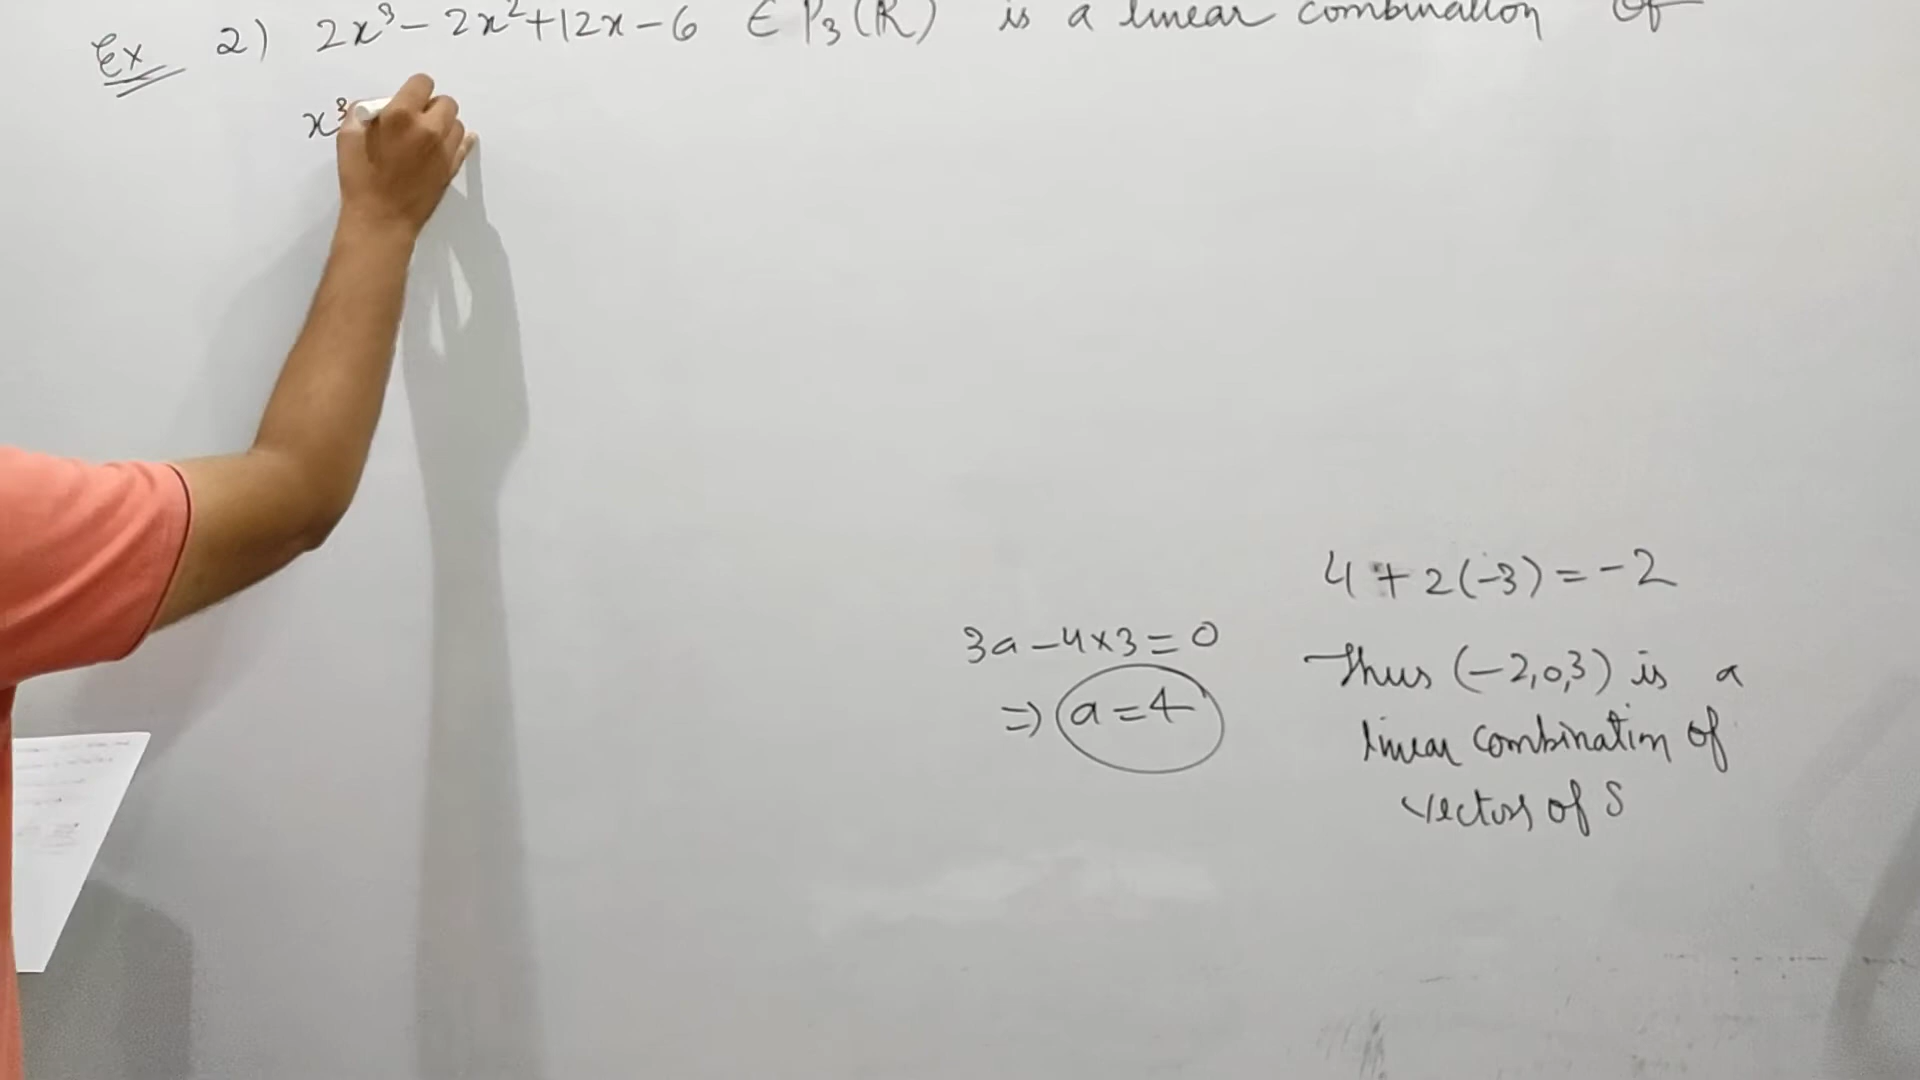 Ex 2) 2x³ - 2x² + 12x - 6 ∈ P₃(R) is a linear combination of
x³
4 + 2(-3) = -2
3a - 4×3 = 0
Thus (-2,0,3) is a
⇒ a = 4
linear combination of
vectors of S